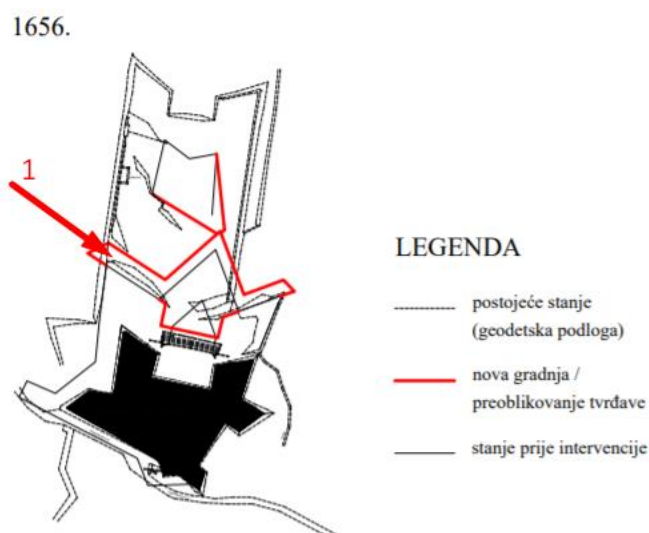 1656.
1
LEGENDA
postojeće stanje
(geodetska podloga)
nova gradnja /
preoblikovanje tvrđave
stanje prije intervencije